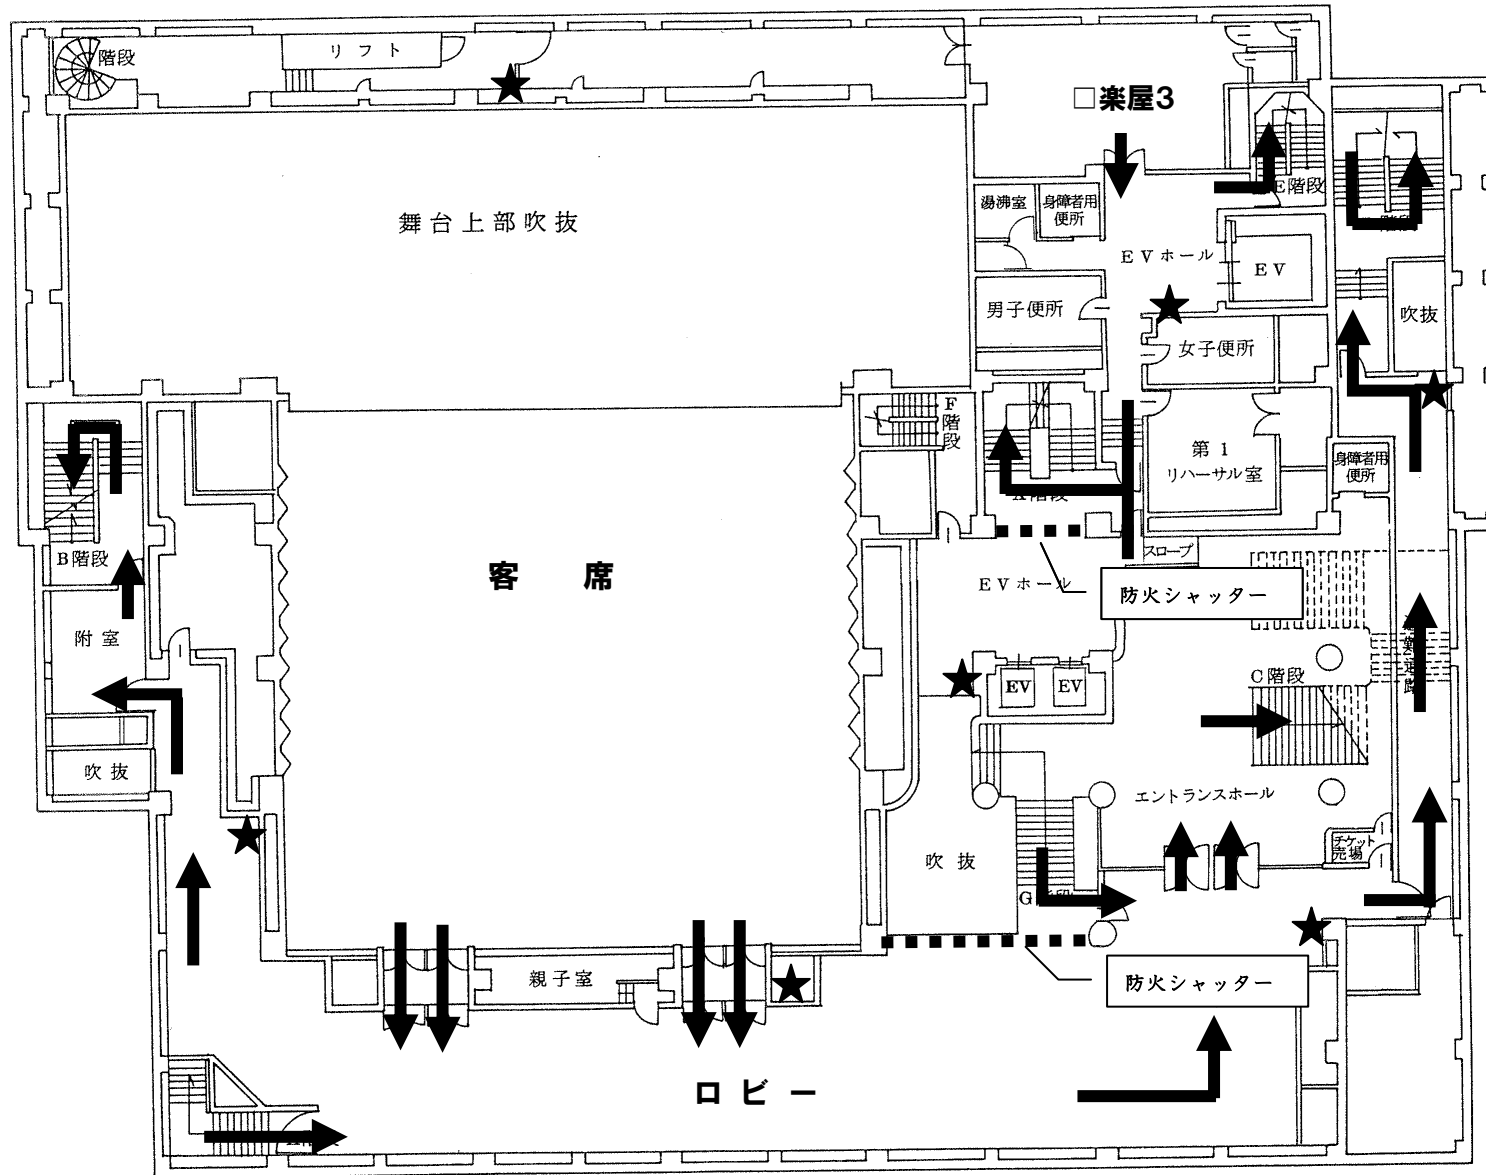 階段
リフト
□楽屋3
E階段
湯沸室
身障者用
便所
舞台上部吹抜
EVホール
EV
階段
男子便所
吹抜
女子便所
F
階
段
第1
リハーサル室
身障者用
便所
A階段
スロープ
B階段
客 席
EVホール
防火シャッター
附室
C階段
避
難
通
路
EV
EV
吹抜
エントランスホール
チケット
売場
吹抜
G階段
親子室
防火シャッター
ロビー